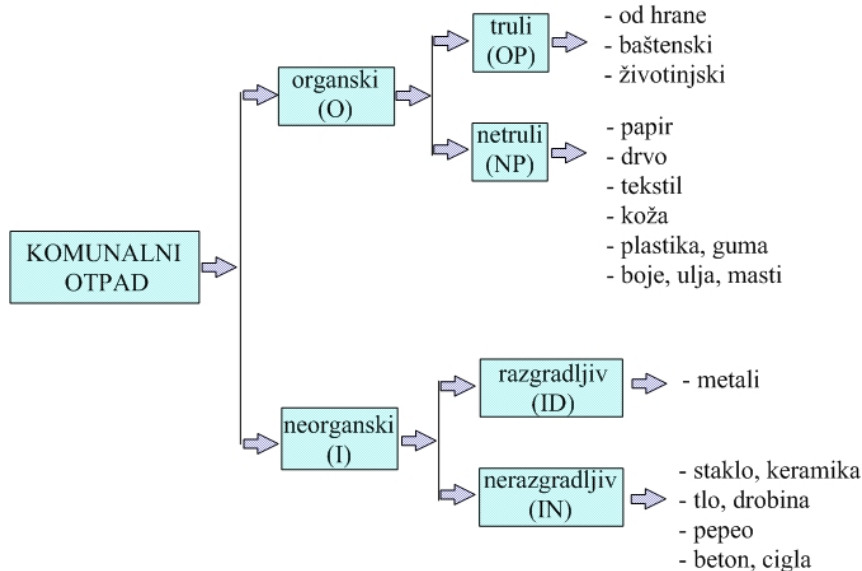 KOMUNALNI
OTPAD
organski
(O)
truli
(OP)
- od hrane
- baštenski
- životinjski
netruli
(NP)
- papir
- drvo
- tekstil
- koža
- plastika, guma
- boje, ulja, masti
neorganski
(I)
razgradljiv
(ID)
- metali
nerazgradljiv
(IN)
- staklo, keramika
- tlo, drobina
- pepeo
- beton, cigla